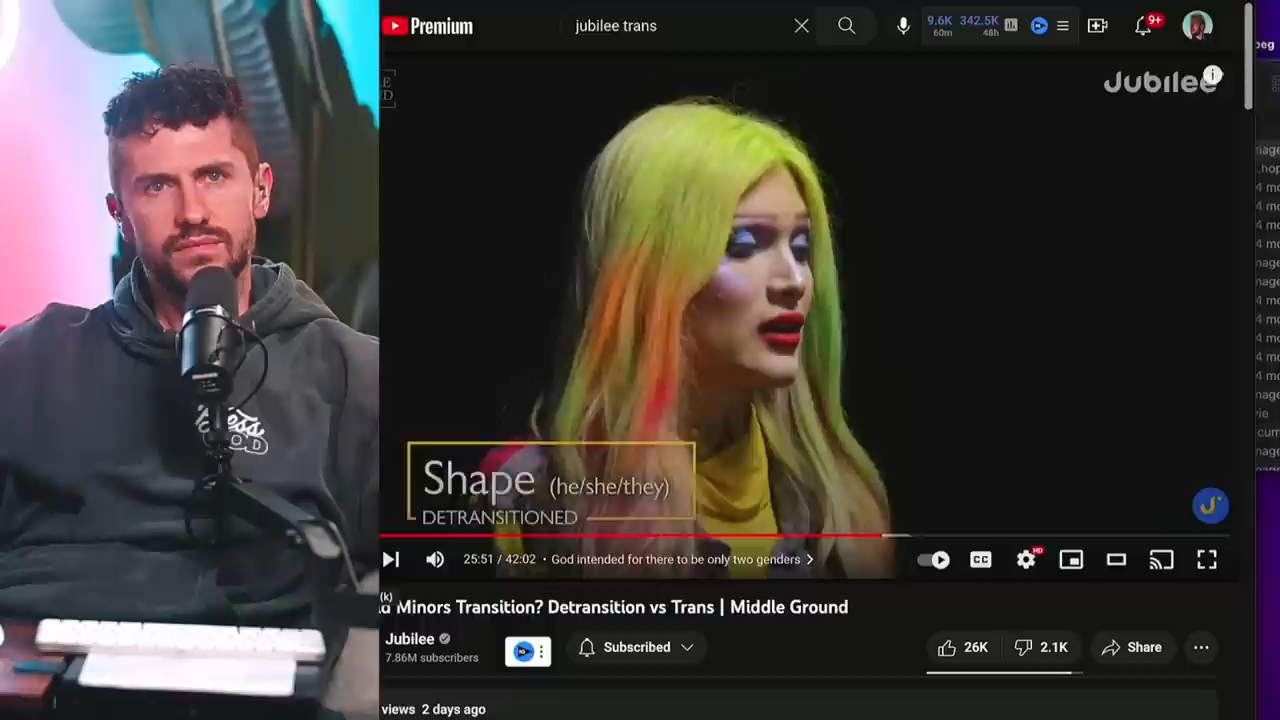 Premium
jubilee trans
9.6K 342.5K
60m 48h
9+
Jubilee
Shape (he/she/they)
DETRANSITIONED
25:51 / 42:02 • God intended for there to be only two genders
CC
HD
(k)
Minors Transition? Detransition vs Trans | Middle Ground
Jubilee
7.86M subscribers
Subscribed
26K
2.1K
Share
views 2 days ago